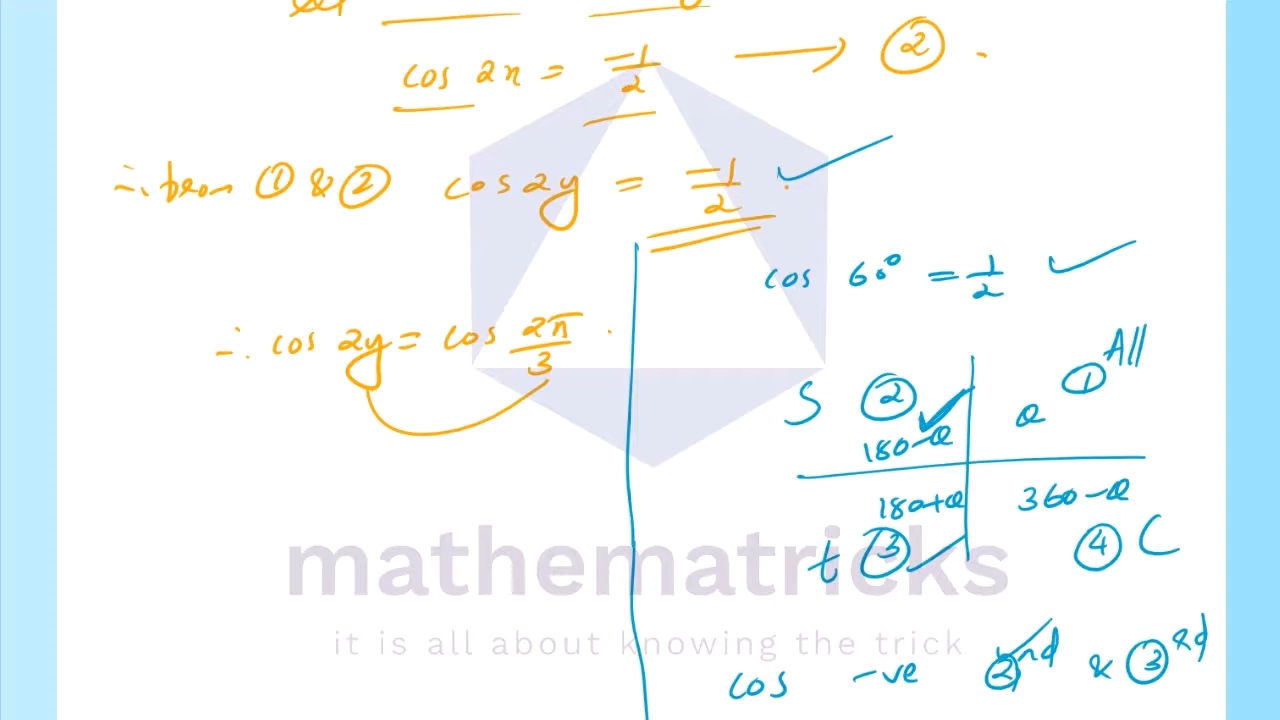 cos 2x = -1/2 → ②
∴ from ① & ② cos 2y = -1/2
∴ cos 2y = cos 2π/3
cos 60° = 1/2
S ② ① All
180-θ θ
180+θ 360-θ
t ③ ④ C
cos -ve ②nd & ③rd
mathematricks
it is all about knowing the trick